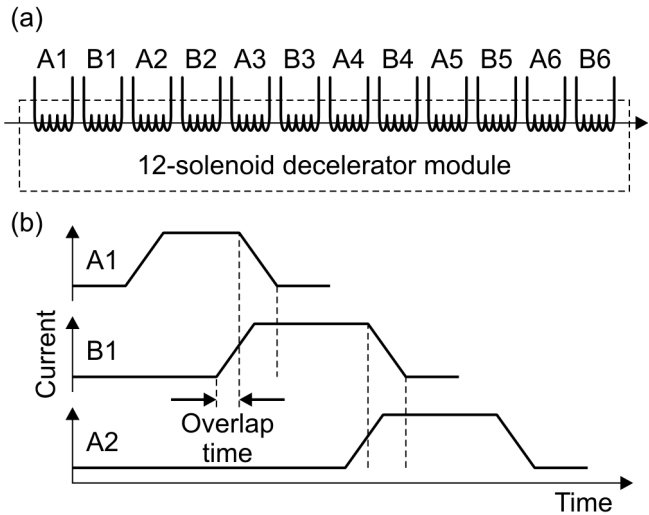 (a)
A1 B1 A2 B2 A3 B3 A4 B4 A5 B5 A6 B6
12-solenoid decelerator module
(b)
A1
B1
Current
Overlap
time
A2
Time